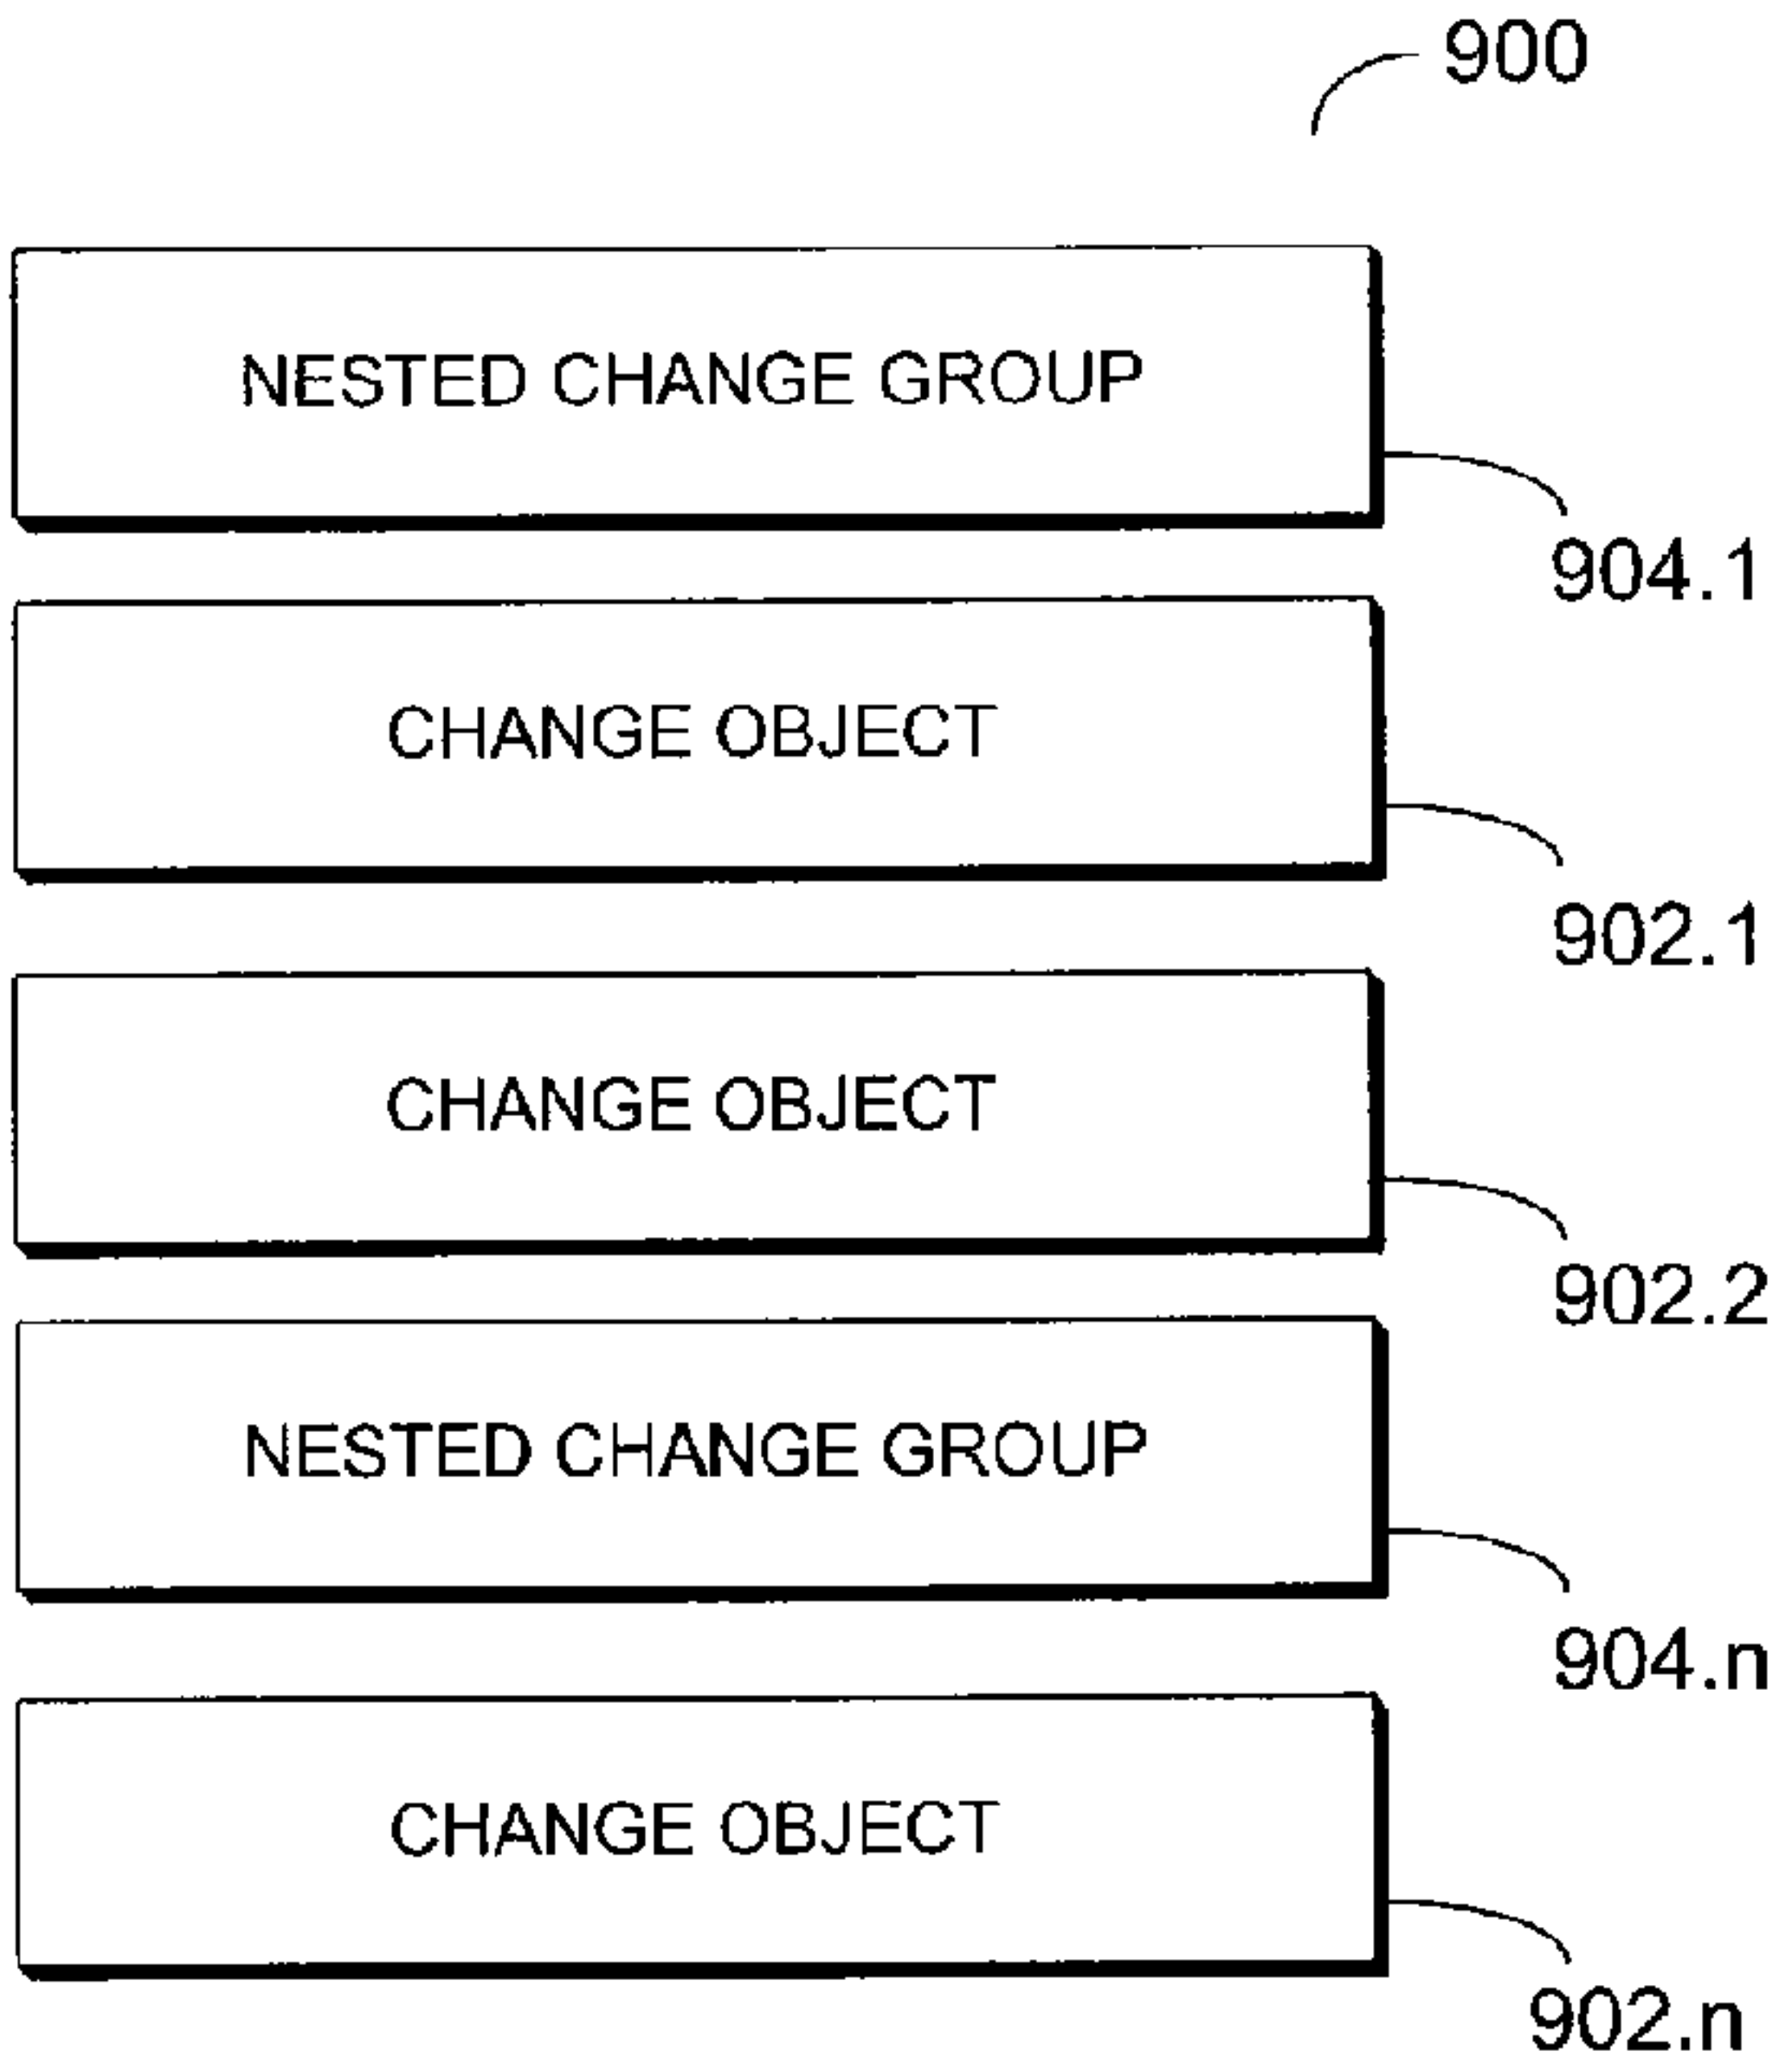 900
NESTED CHANGE GROUP
904.1
CHANGE OBJECT
902.1
CHANGE OBJECT
902.2
NESTED CHANGE GROUP
904.n
CHANGE OBJECT
902.n